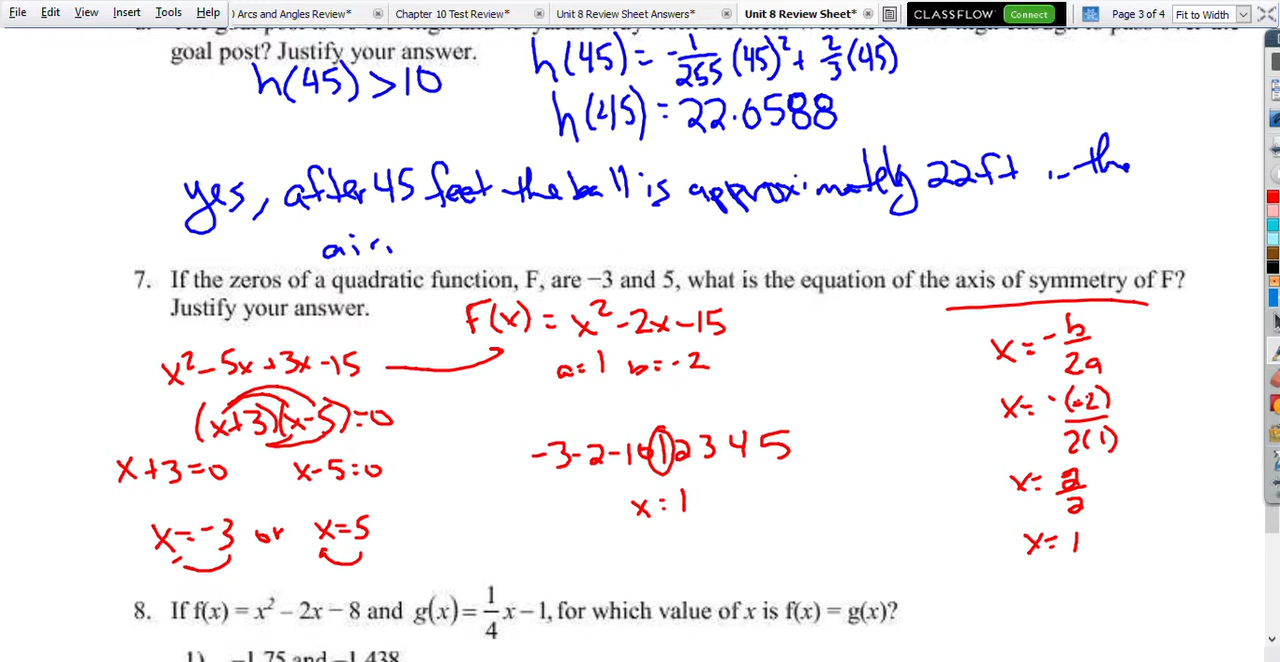 File Edit View Insert Tools Help ) Arcs and Angles Review* Chapter 10 Test Review* Unit 8 Review Sheet Answers* Unit 8 Review Sheet* CLASSFLOW Connect Page 3 of 4 Fit to Width
goal post? Justify your answer.
h(45) > 10
h(45) = -1/255 (45)² + 2/3 (45)
h(45) = 22.0588
yes, after 45 feet the ball is approximately 22ft in the
air.
7. If the zeros of a quadratic function, F, are −3 and 5, what is the equation of the axis of symmetry of F?
Justify your answer.
F(x) = x² - 2x - 15
a=1 b=-2
x² - 5x + 3x - 15
(x+3)(x-5)=0
x+3=0 x-5=0
x=-3 or x=5
-3 -2 -1 0 1 2 3 4 5
x=1
x = -b/2a
x = -(-2)/2(1)
x = 2/2
x = 1
8. If f(x) = x² – 2x – 8 and g(x) = 1/4 x – 1, for which value of x is f(x) = g(x)?
1) −1.75 and −1.438